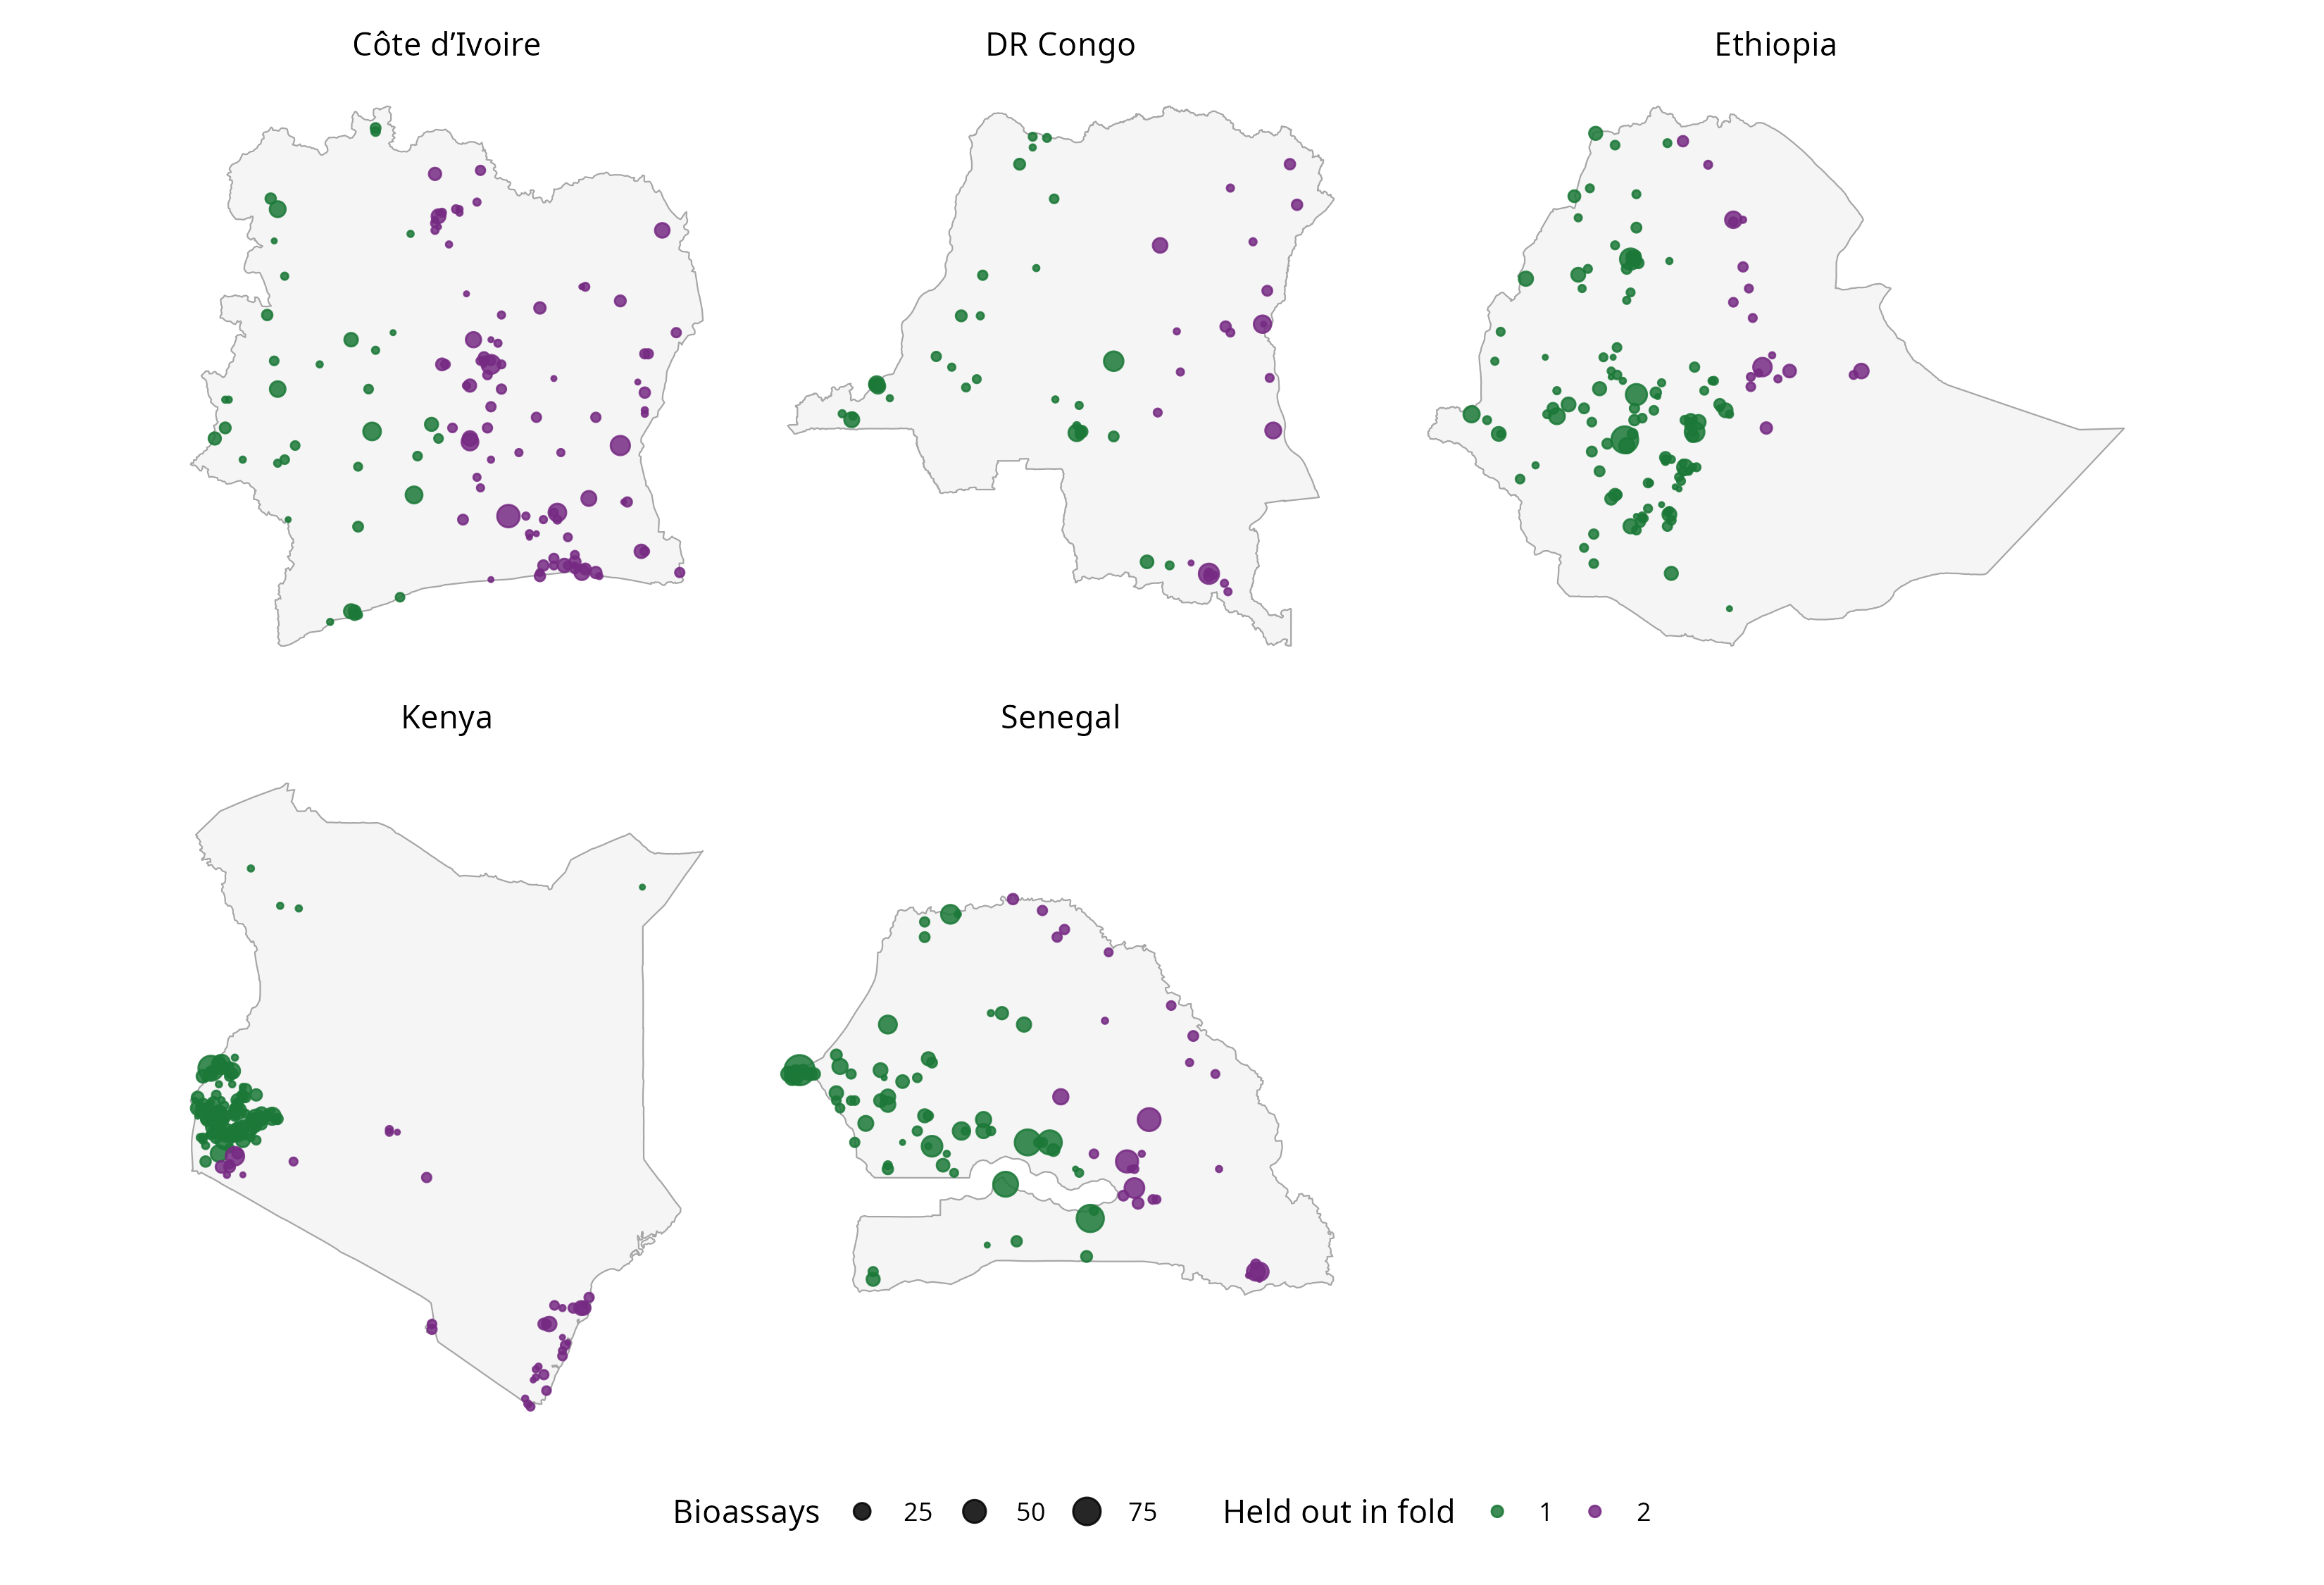 Côte d’Ivoire
DR Congo
Ethiopia
Kenya
Senegal
Bioassays 25 50 75 Held out in fold 1 2